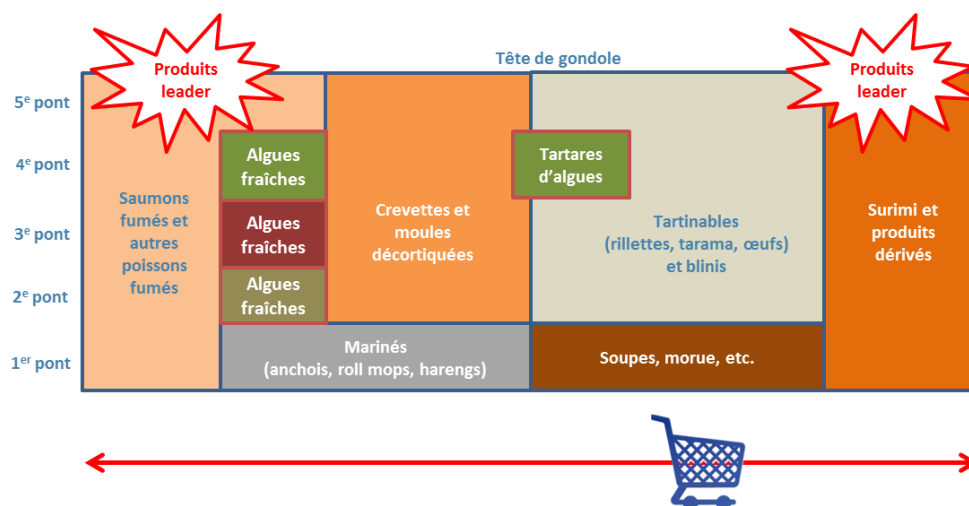 Tête de gondole
Produits
leader
Produits
leader
5e pont
4e pont
3e pont
2e pont
1er pont
Saumons
fumés et
autres
poissons
fumés
Algues
fraîches
Algues
fraîches
Algues
fraîches
Crevettes et
moules
décortiquées
Tartares
d’algues
Tartinables
(rillettes, tarama, œufs)
et blinis
Surimi et
produits
dérivés
Marinés
(anchois, roll mops, harengs)
Soupes, morue, etc.